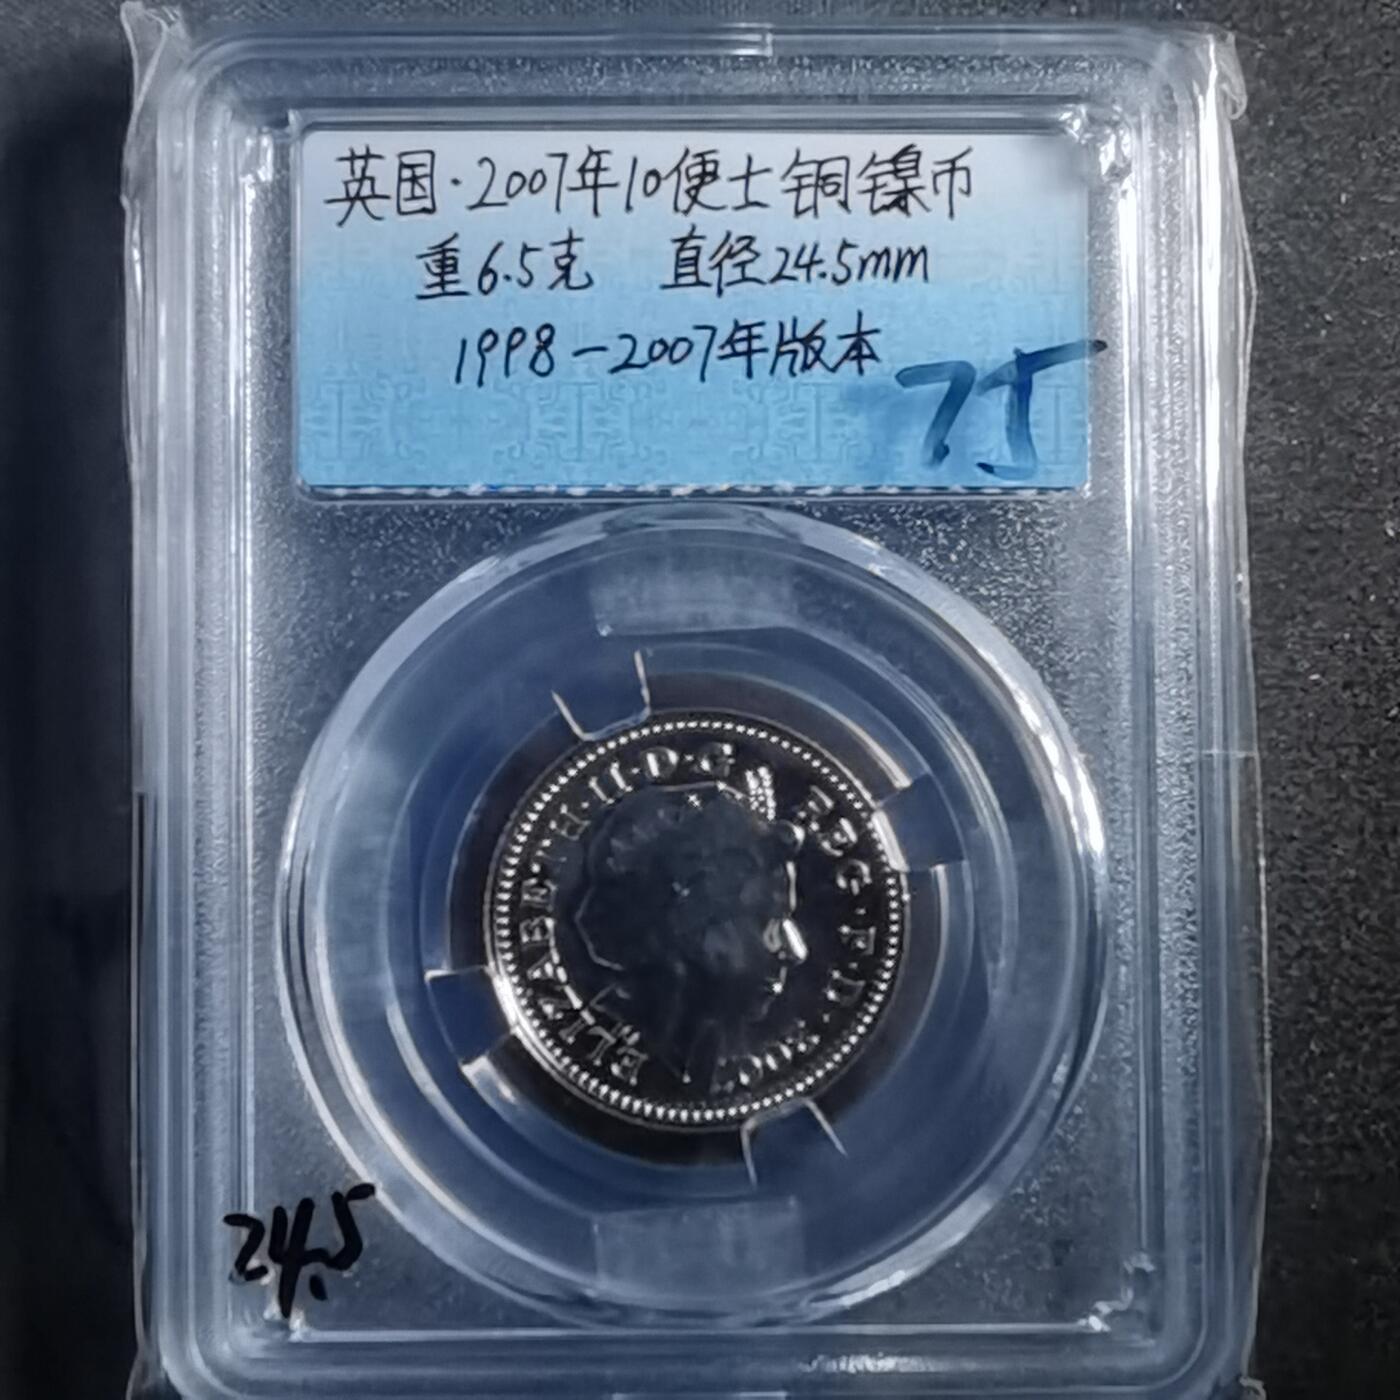 英国·2007年10便士铜镍币
重6.5克 直径24.5mm
1998-2007年版本
75
ELIZABETH·II·D·G
REG·F·D·2007
24.5